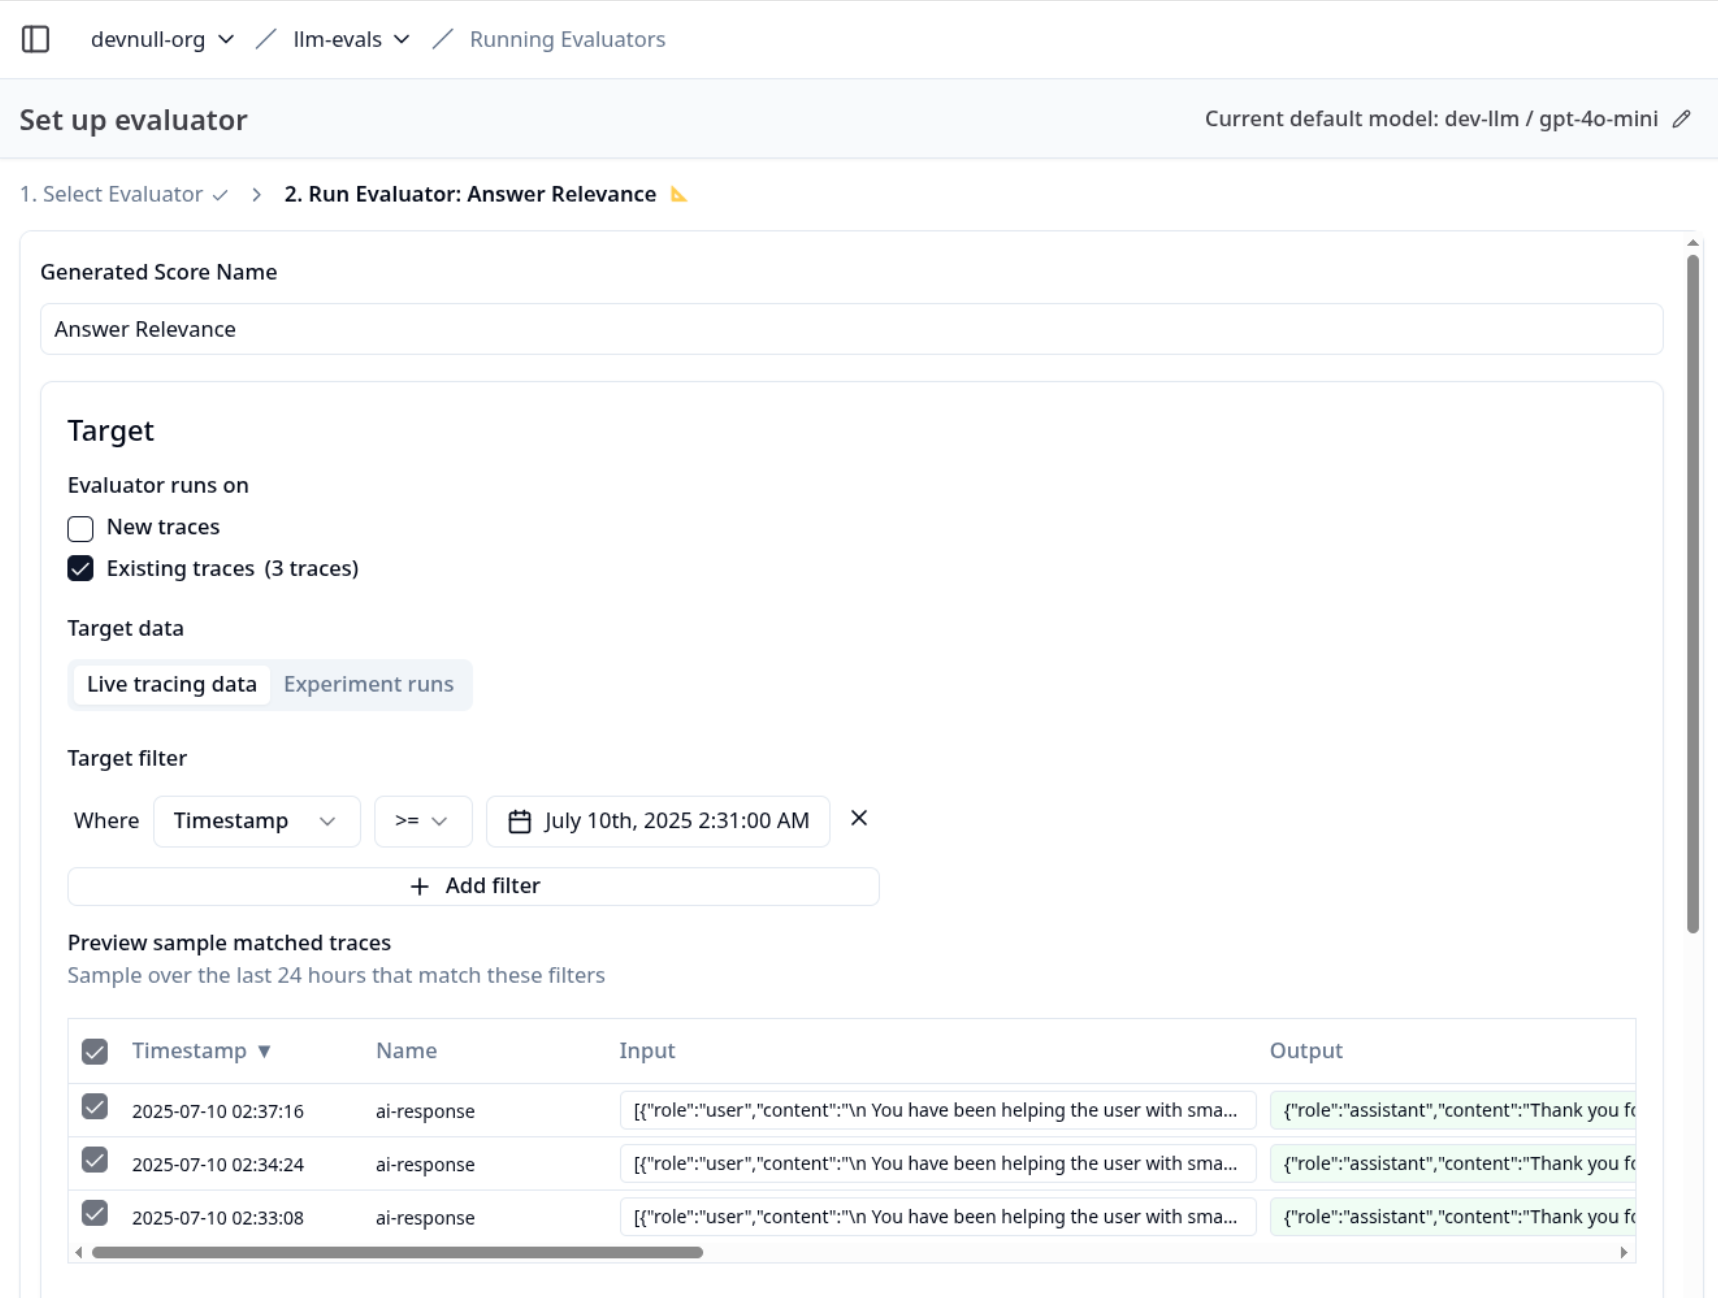 devnull-org / llm-evals / Running Evaluators
Set up evaluator
Current default model: dev-llm / gpt-4o-mini
1. Select Evaluator ✓ > 2. Run Evaluator: Answer Relevance
Generated Score Name
Answer Relevance
Target
Evaluator runs on
New traces
Existing traces (3 traces)
Target data
Live tracing data Experiment runs
Target filter
Where Timestamp >= July 10th, 2025 2:31:00 AM
+ Add filter
Preview sample matched traces
Sample over the last 24 hours that match these filters
Timestamp ▼ Name Input Output
2025-07-10 02:37:16 ai-response [{"role":"user","content":"\n You have been helping the user with sma... {"role":"assistant","content":"Thank you fo
2025-07-10 02:34:24 ai-response [{"role":"user","content":"\n You have been helping the user with sma... {"role":"assistant","content":"Thank you fo
2025-07-10 02:33:08 ai-response [{"role":"user","content":"\n You have been helping the user with sma... {"role":"assistant","content":"Thank you fo